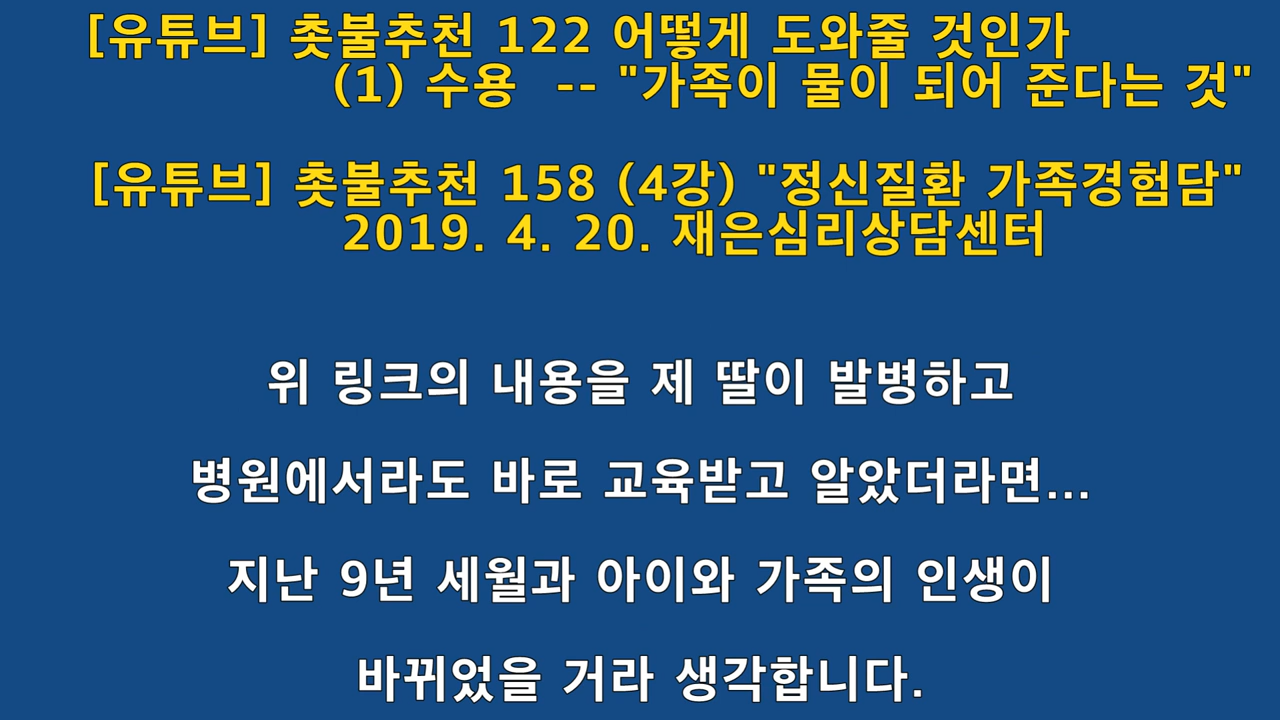 [유튜브] 촛불추천 122 어떻게 도와줄 것인가
(1) 수용 -- "가족이 물이 되어 준다는 것"
[유튜브] 촛불추천 158 (4강) "정신질환 가족경험담"
2019. 4. 20. 재은심리상담센터
위 링크의 내용을 제 딸이 발병하고
병원에서라도 바로 교육받고 알았더라면...
지난 9년 세월과 아이와 가족의 인생이
바뀌었을 거라 생각합니다.